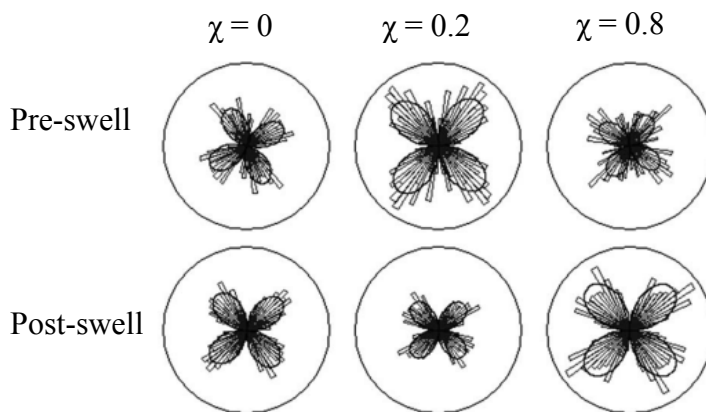 χ = 0 χ = 0.2 χ = 0.8
Pre-swell
Post-swell